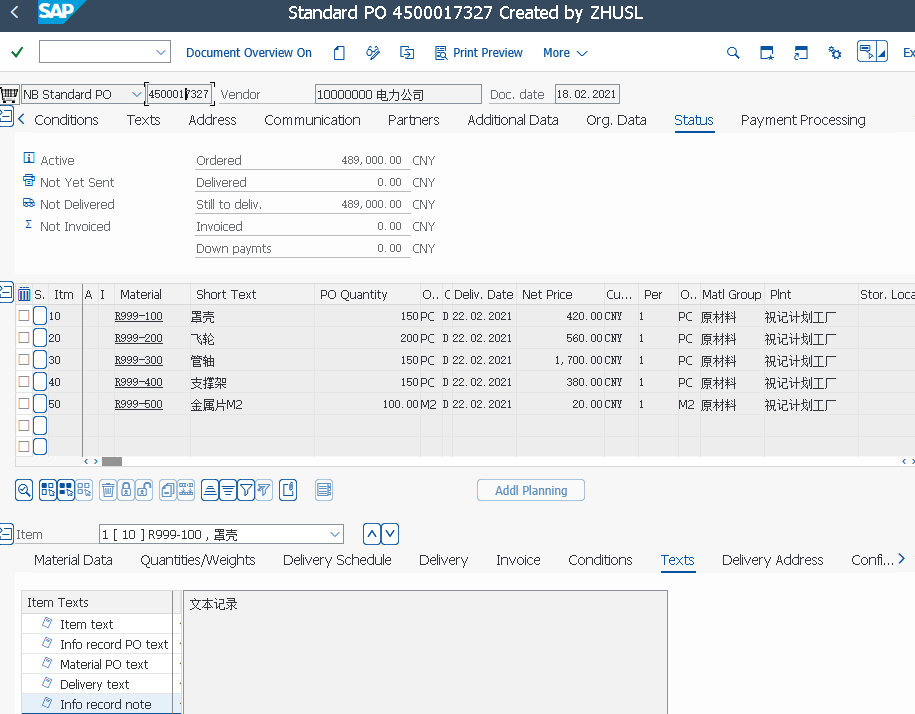 SAP Standard PO 4500017327 Created by ZHUSL
Document Overview On Print Preview More Ex
NB Standard PO 4500017327 Vendor 10000000 电力公司 Doc. date 18.02.2021
Conditions Texts Address Communication Partners Additional Data Org. Data Status Payment Processing
Active Ordered 489,000.00 CNY
Not Yet Sent Delivered 0.00 CNY
Not Delivered Still to deliv. 489,000.00 CNY
Not Invoiced Invoiced 0.00 CNY
Down paymts 0.00 CNY
S. Itm A I Material Short Text PO Quantity O... C Deliv. Date Net Price Cu... Per O... Matl Group Plnt Stor. Loca
10 R999-100 罩壳 150 PC D 22.02.2021 420.00 CNY 1 PC 原材料 祝记计划工厂
20 R999-200 飞轮 200 PC D 22.02.2021 560.00 CNY 1 PC 原材料 祝记计划工厂
30 R999-300 管轴 150 PC D 22.02.2021 1,700.00 CNY 1 PC 原材料 祝记计划工厂
40 R999-400 支撑架 150 PC D 22.02.2021 380.00 CNY 1 PC 原材料 祝记计划工厂
50 R999-500 金属片M2 100.00 M2 D 22.02.2021 20.00 CNY 1 M2 原材料 祝记计划工厂
Addl Planning
Item 1 [ 10 ] R999-100 , 罩壳
Material Data Quantities/Weights Delivery Schedule Delivery Invoice Conditions Texts Delivery Address Confi...
Item Texts 文本记录
Item text
Info record PO text
Material PO text
Delivery text
Info record note